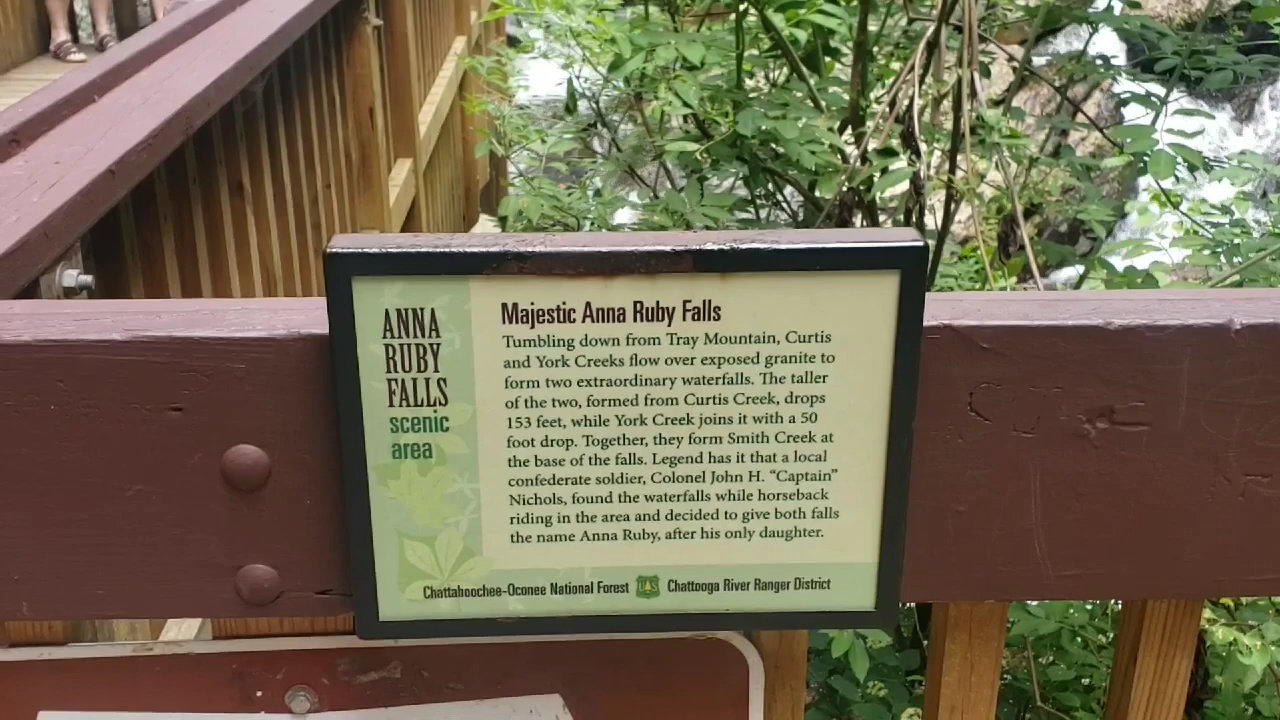 ANNA
RUBY
FALLS
scenic
area
Majestic Anna Ruby Falls
Tumbling down from Tray Mountain, Curtis
and York Creeks flow over exposed granite to
form two extraordinary waterfalls. The taller
of the two, formed from Curtis Creek, drops
153 feet, while York Creek joins it with a 50
foot drop. Together, they form Smith Creek at
the base of the falls. Legend has it that a local
confederate soldier, Colonel John H. “Captain”
Nichols, found the waterfalls while horseback
riding in the area and decided to give both falls
the name Anna Ruby, after his only daughter.
Chattahoochee-Oconee National Forest UAS Chattooga River Ranger District